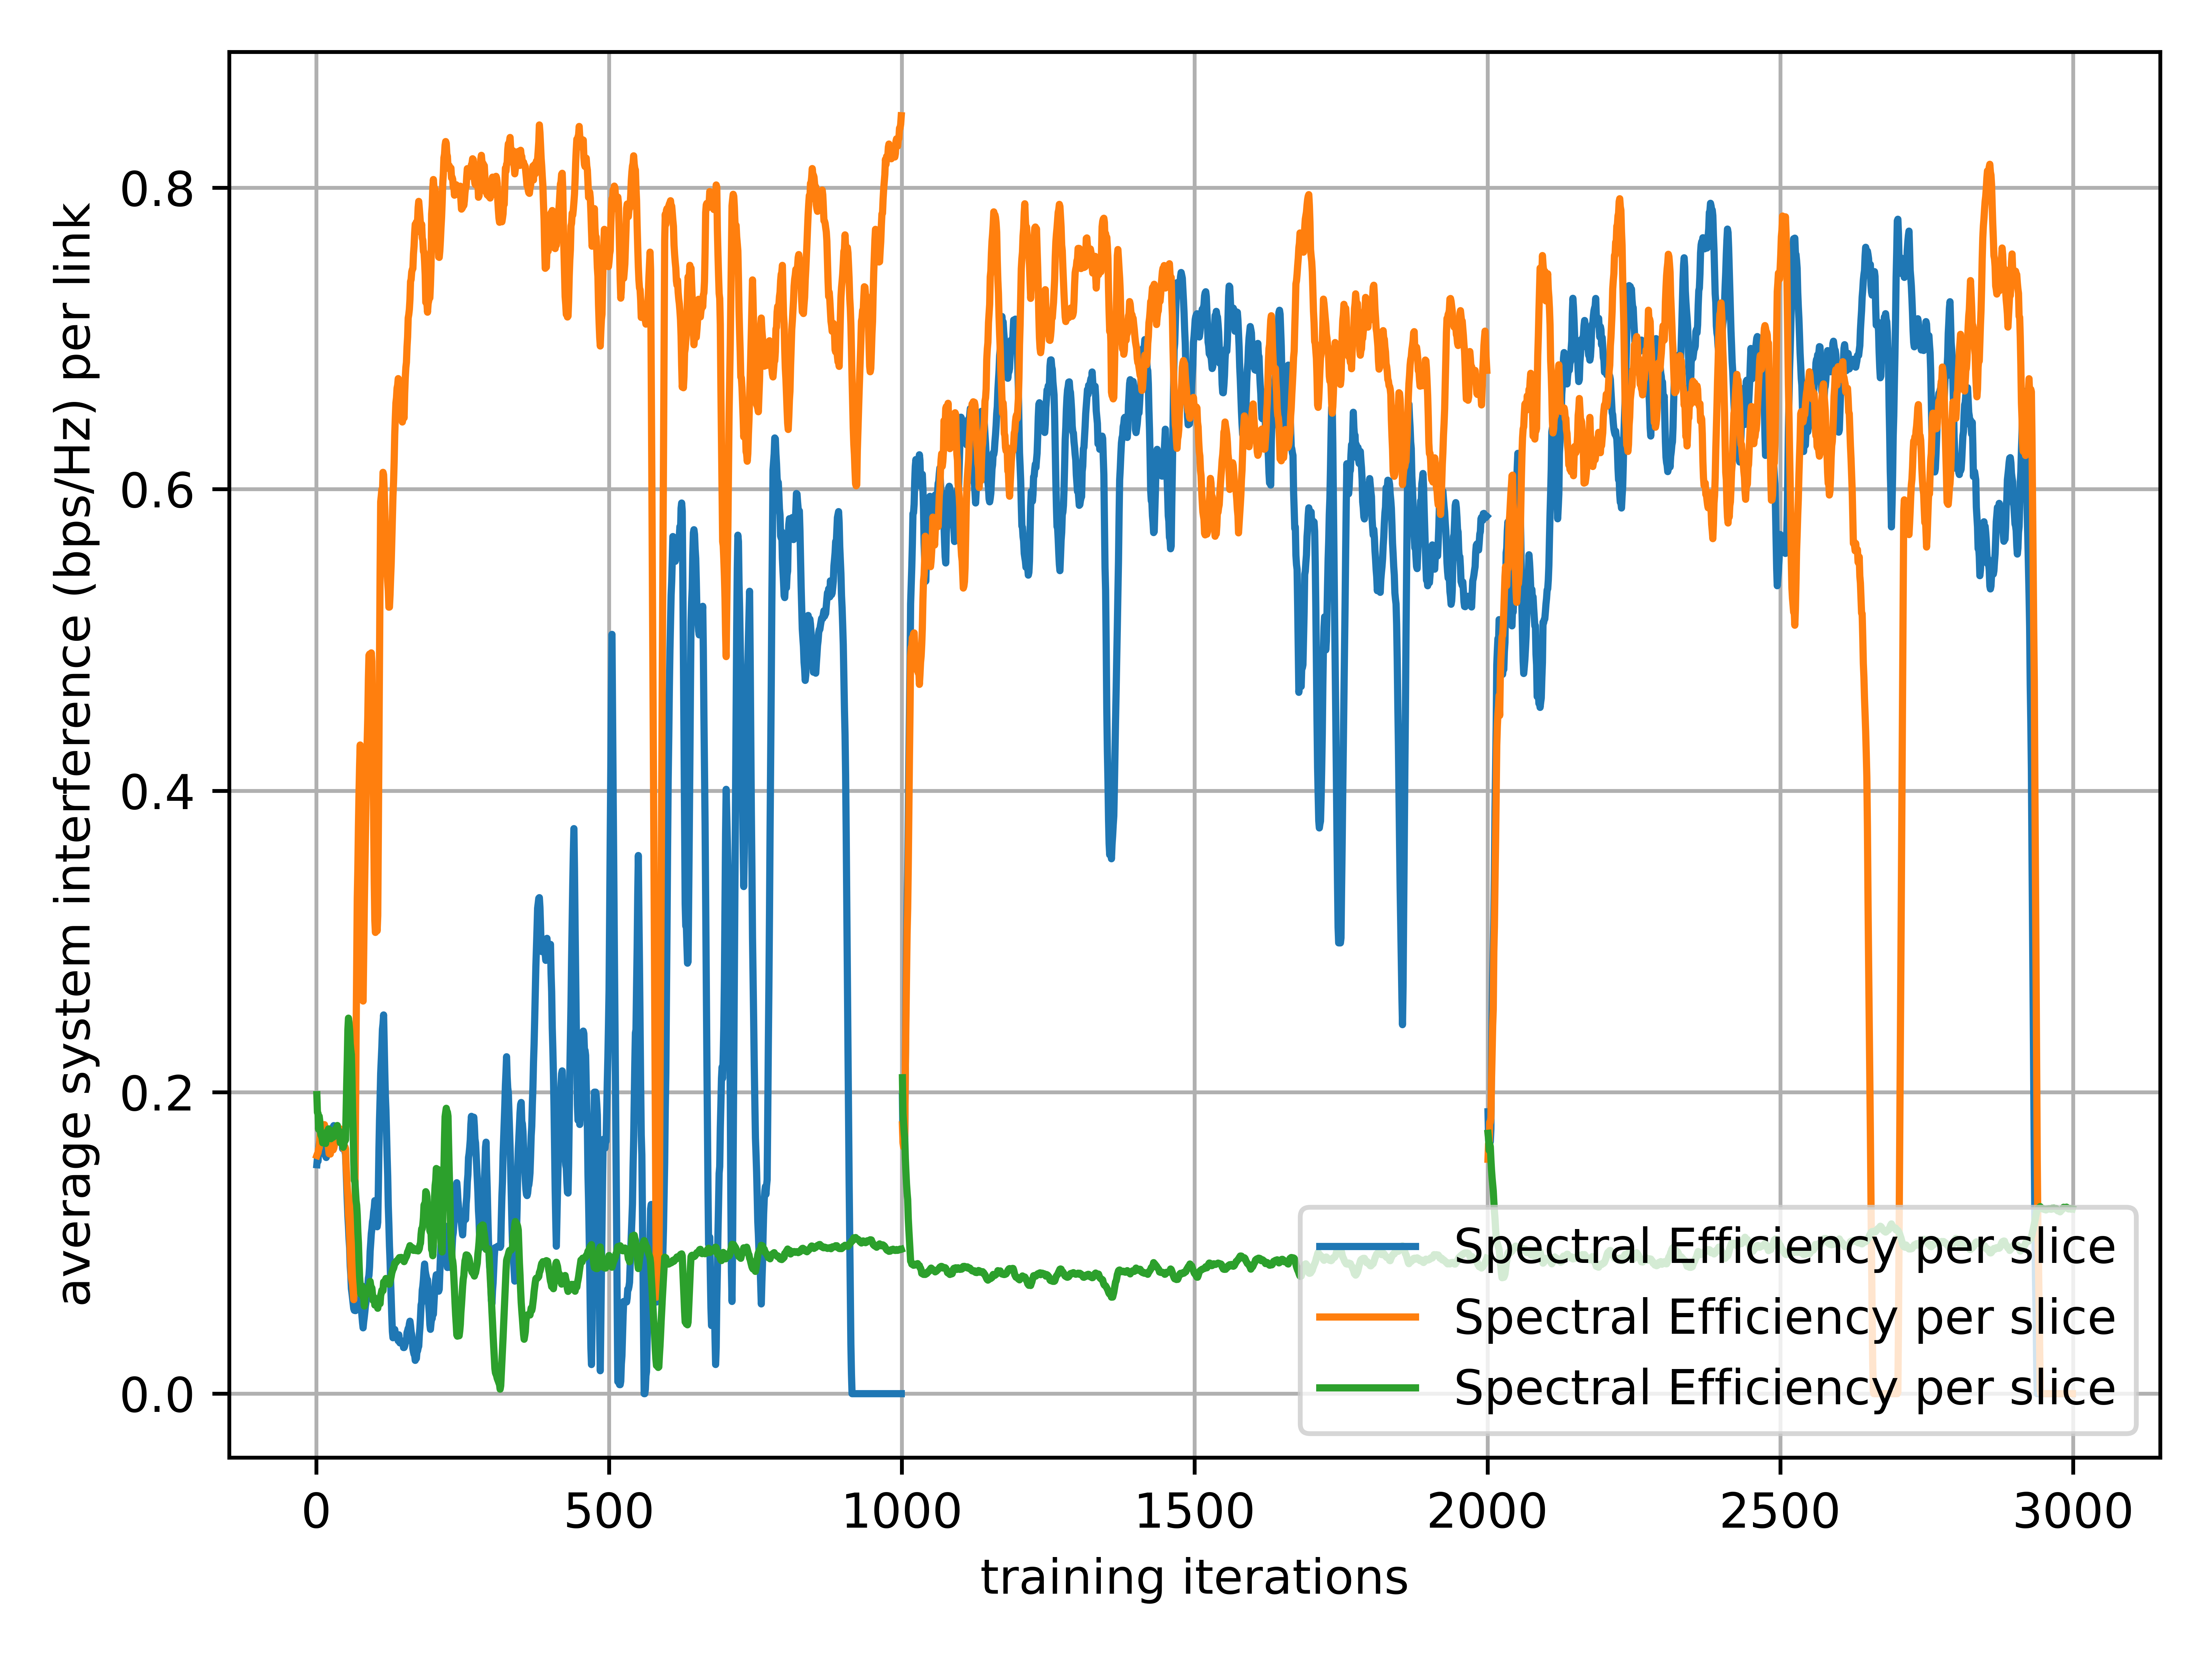 average system interference (bps/Hz) per link
0.8
0.6
0.4
0.2
0.0
Spectral Efficiency per slice
Spectral Efficiency per slice
Spectral Efficiency per slice
0 500 1000 1500 2000 2500 3000
training iterations